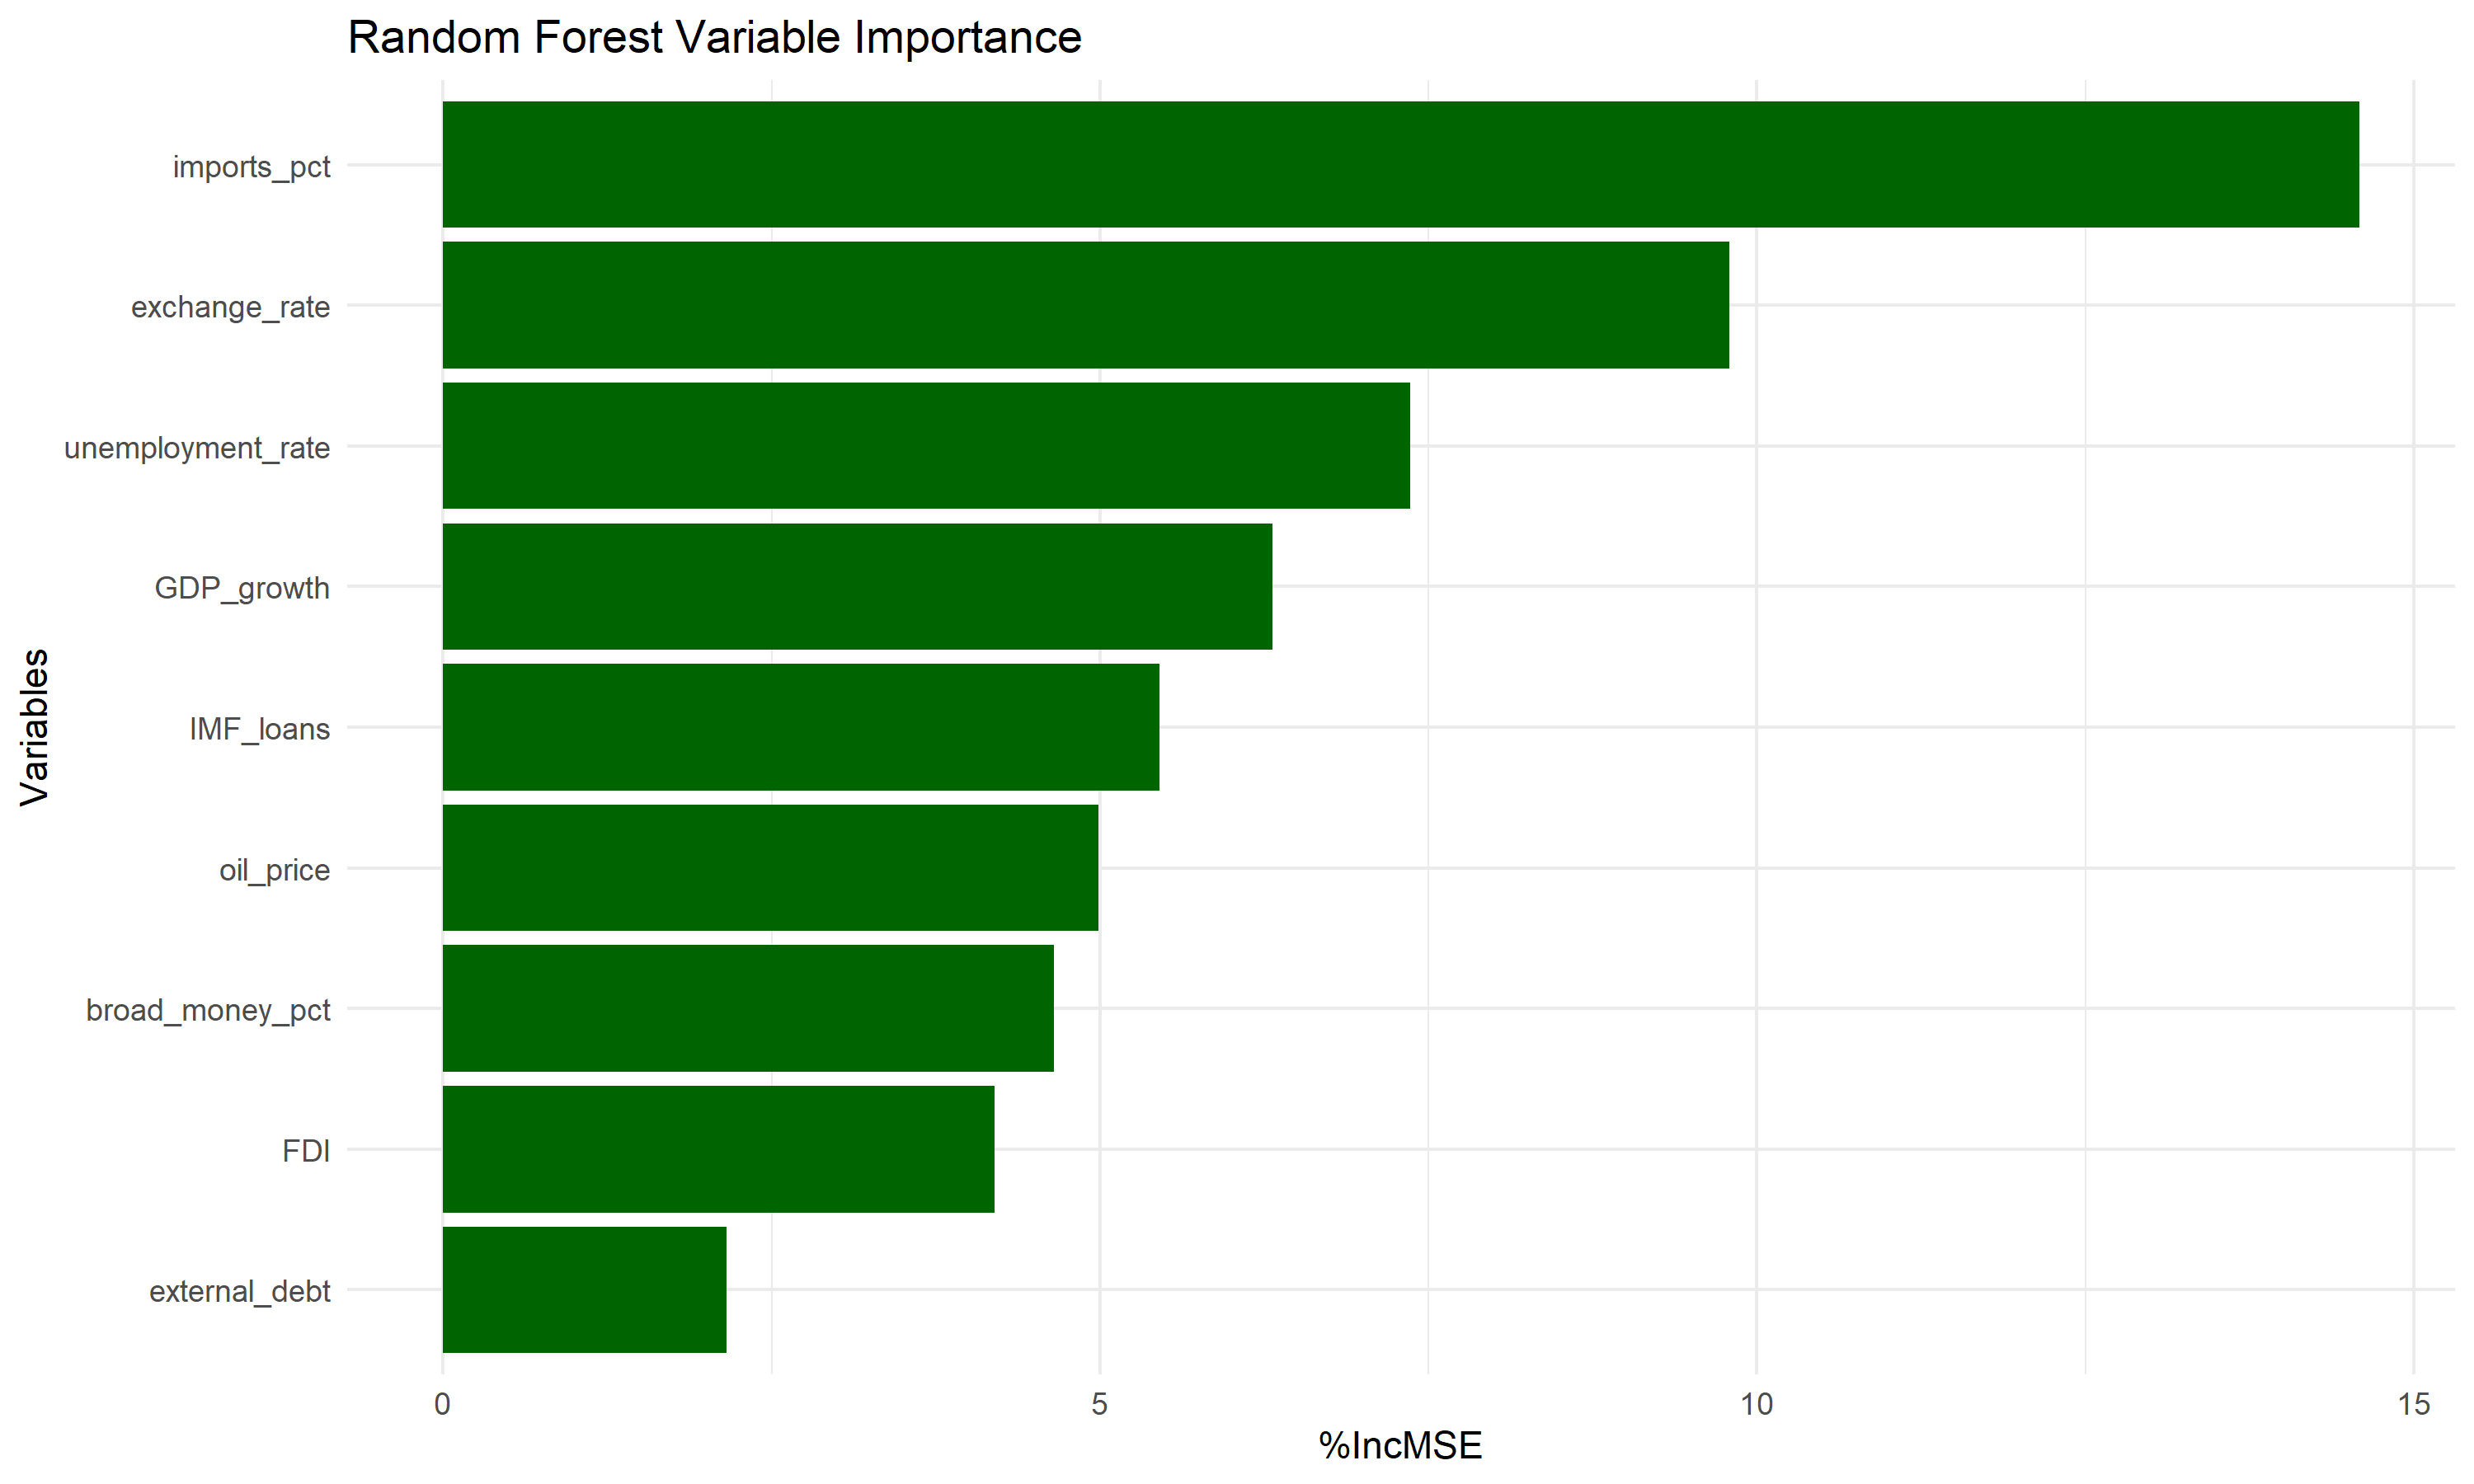 Random Forest Variable Importance
Variables
imports_pct
exchange_rate
unemployment_rate
GDP_growth
IMF_loans
oil_price
broad_money_pct
FDI
external_debt
0 5 10 15
%IncMSE